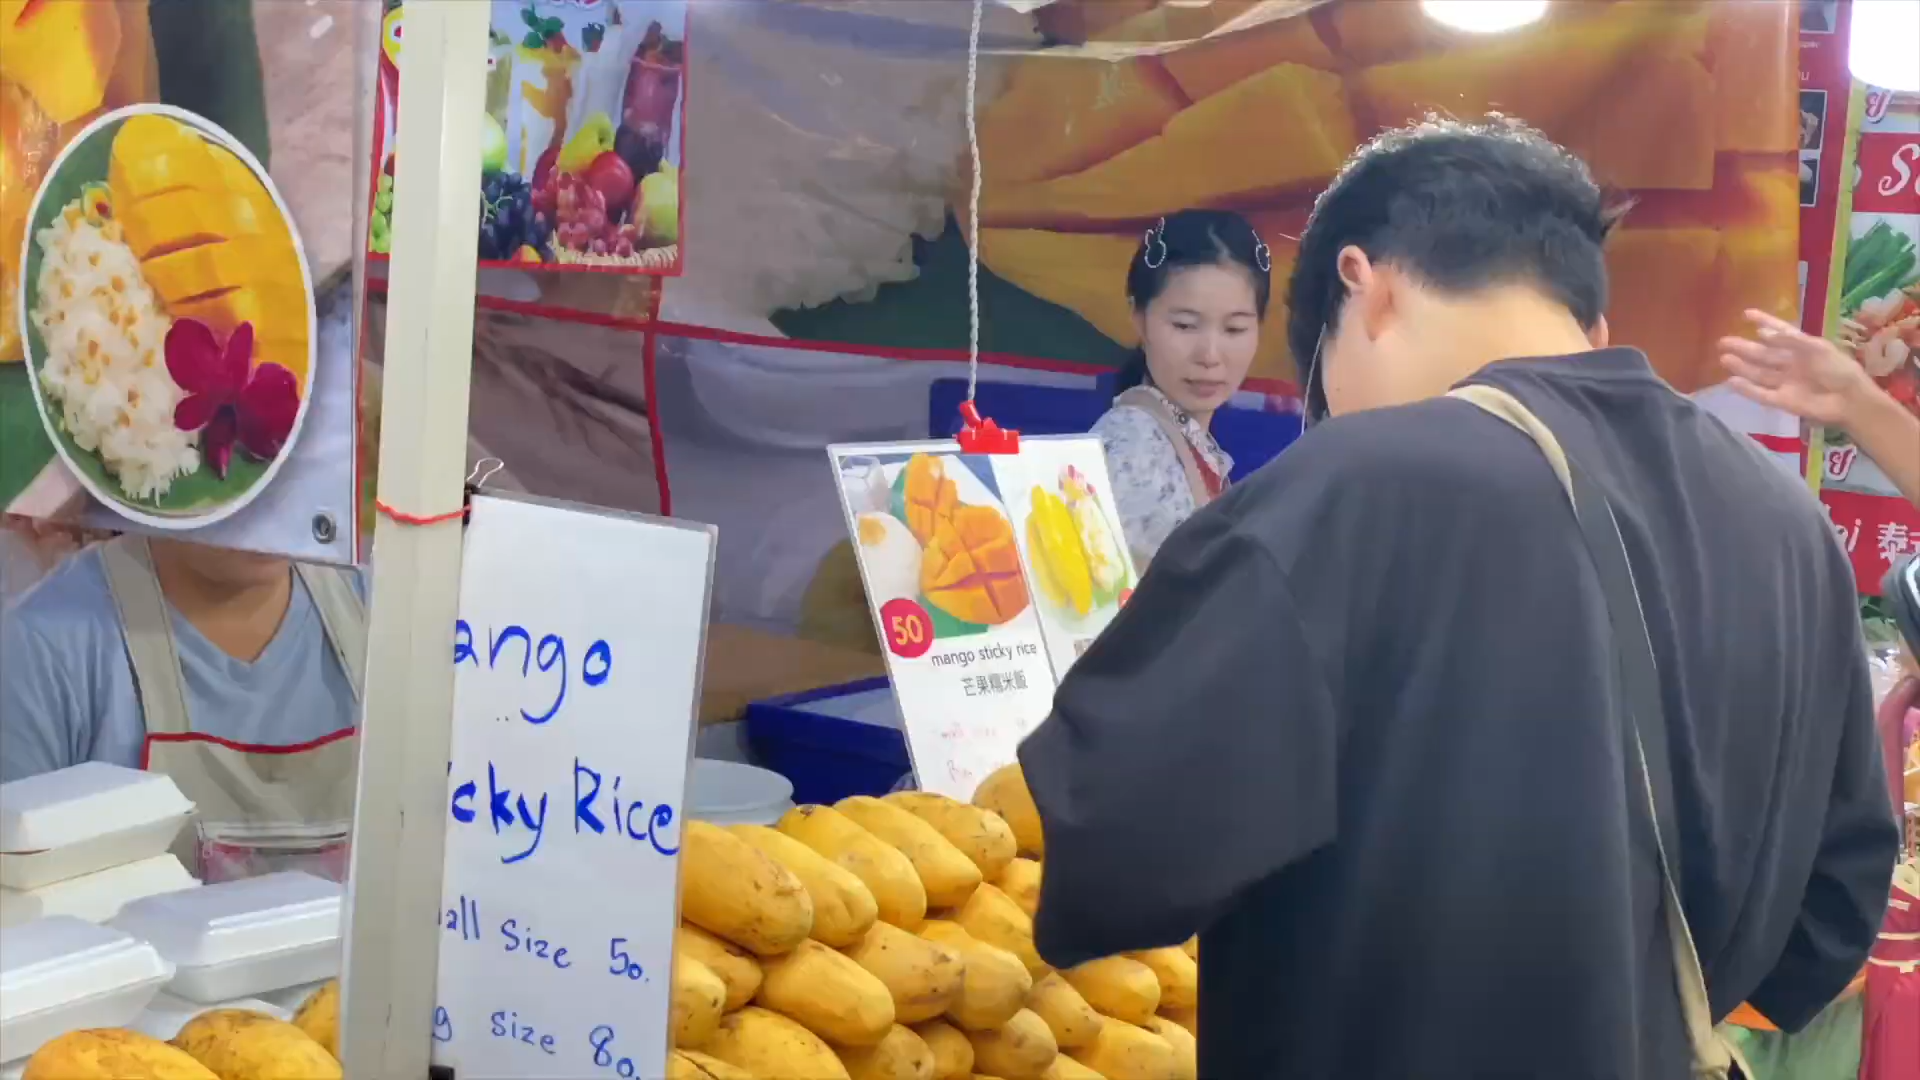 ango
cky Rice
all size 50.
g size 80.
50
mango sticky rice
芒果糯米飯